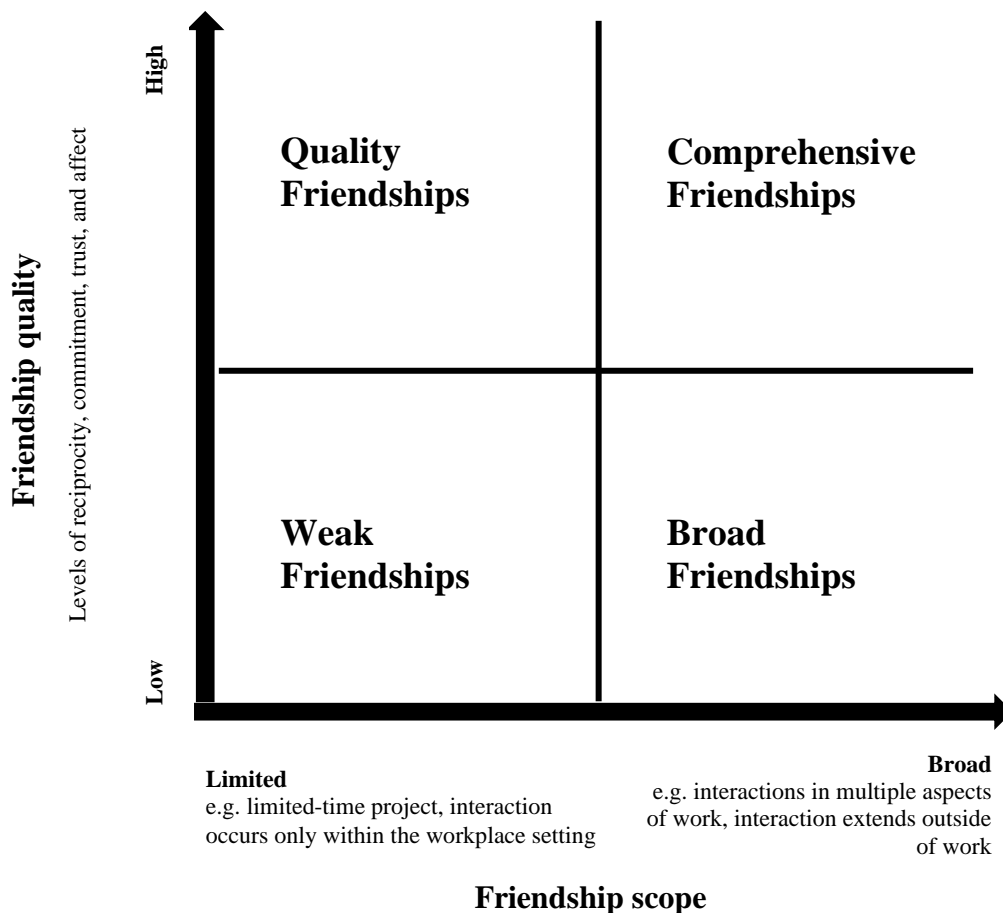 High
Quality
Friendships
Comprehensive
Friendships
Friendship quality
Levels of reciprocity, commitment, trust, and affect
Weak
Friendships
Broad
Friendships
Low
Limited
e.g. limited-time project, interaction
occurs only within the workplace setting
Broad
e.g. interactions in multiple aspects
of work, interaction extends outside
of work
Friendship scope